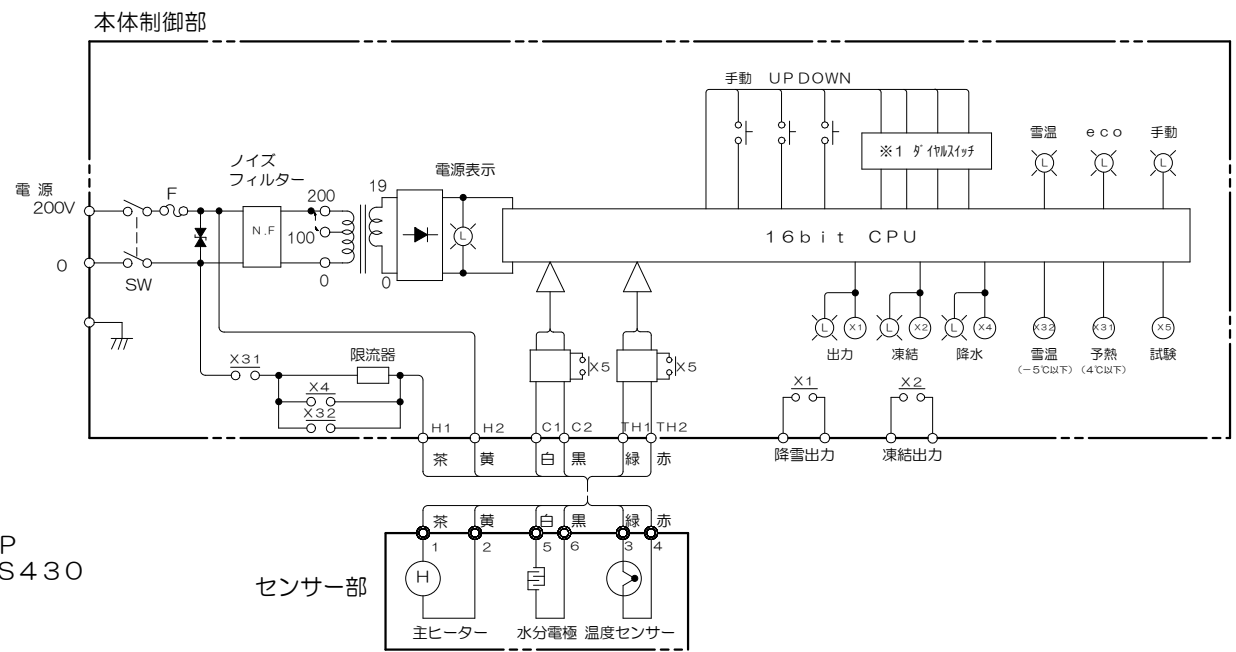 本体制御部
手動 UP DOWN
※1 ダイヤルスイッチ
雪温 eco 手動
L L L
ノイズ
フィルター
電源表示
電源
200V
F
N.F
200
19
100
L
16bit CPU
0
SW
0
0
L X1 L X2 L X4 X32 X31 X5
出力 凍結 降水 雪温 予熱 試験
(-5℃以下) (4℃以下)
X31
限流器
X5 X5
X4
X32
X1 X2
H1 H2 C1 C2 TH1 TH2
降雪出力 凍結出力
茶 黄 白 黒 緑 赤
茶 黄 白 黒 緑 赤
1 2 5 6 3 4
P
S430
センサー部
H
主ヒーター 水分電極 温度センサー